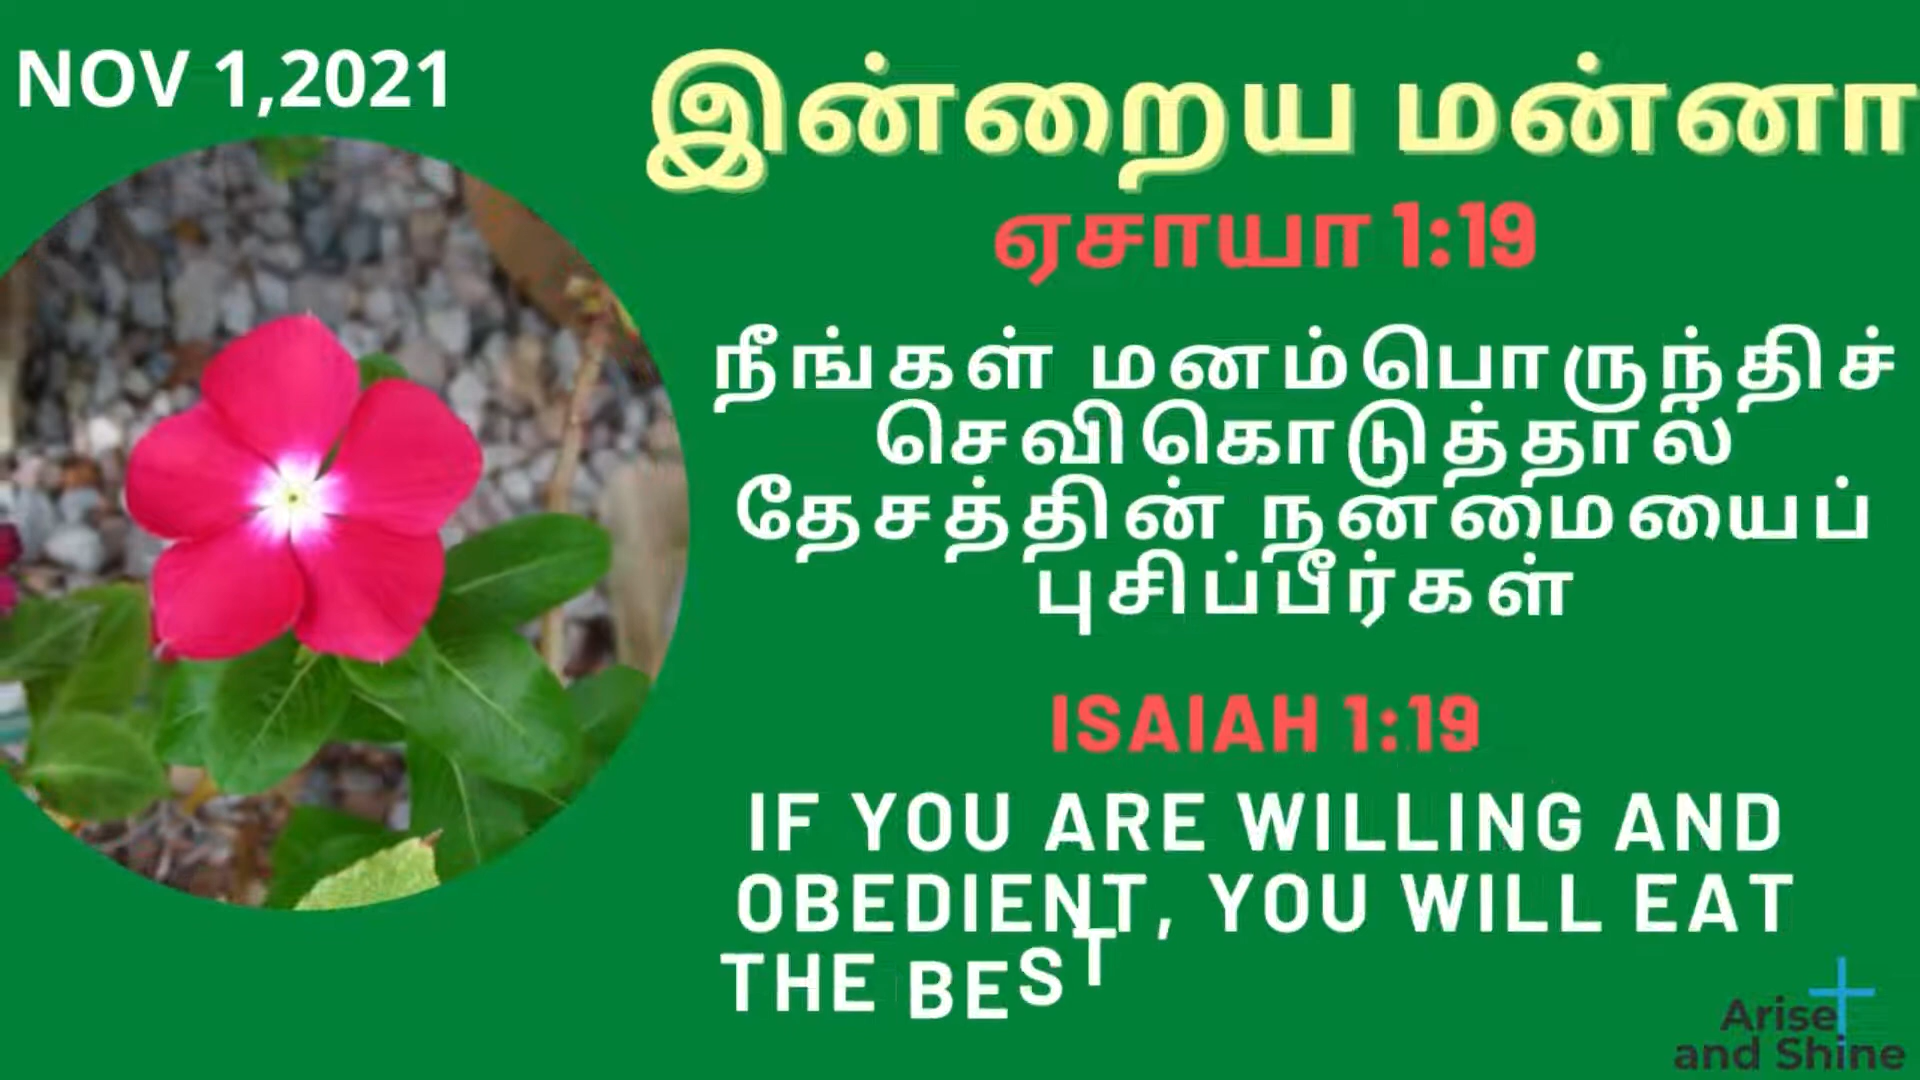 NOV 1,2021
இன்றைய மன்னா
ஏசாயா 1:19
நீங்கள் மனம்பொருந்திச்
செவிகொடுத்தால்
தேசத்தின் நன்மையைப்
புசிப்பீர்கள்
ISAIAH 1:19
IF YOU ARE WILLING AND
OBEDIENT, YOU WILL EAT
THE BEST
Arise
and Shine